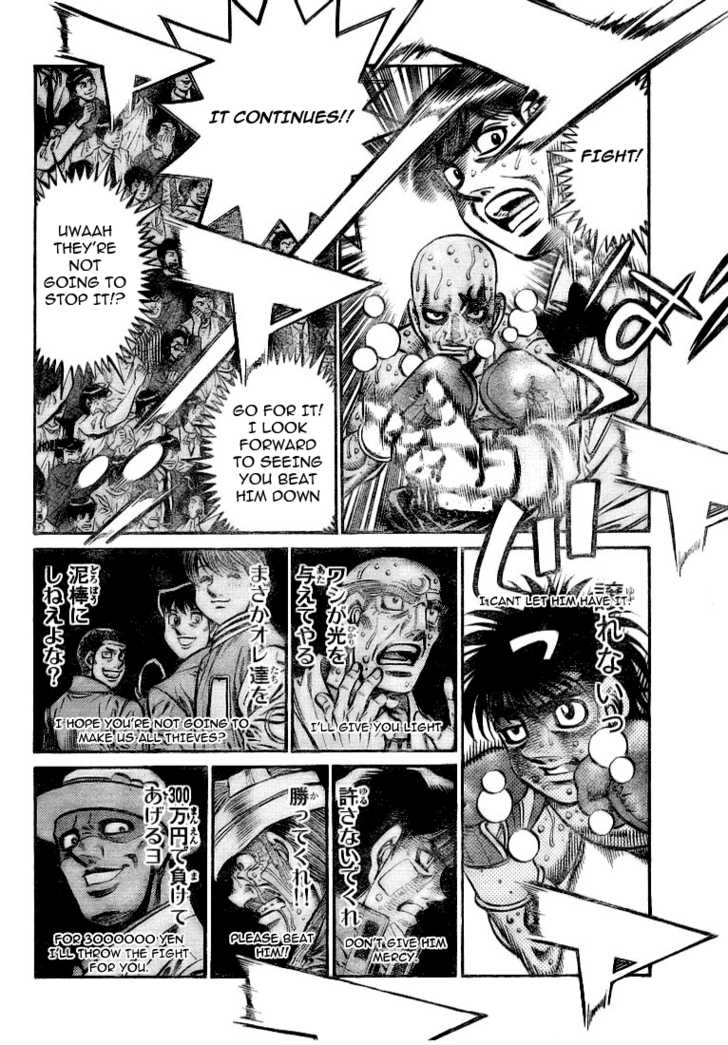 FIGHT!
IT CONTINUES!!
UWAAH
THEY'RE
NOT
GOING TO
STOP IT!?
GO FOR IT!
I LOOK
FORWARD
TO SEEING
YOU BEAT
HIM DOWN
譲れないっ
I CANT LET HIM HAVE IT!
ワシが光を
与えてやる
I'LL GIVE YOU LIGHT
まさかオレ達を
泥棒に
しねえよな?
I HOPE YOU'RE NOT GOING TO
MAKE US ALL THIEVES?
許さないでくれ
DON'T GIVE HIM
MERCY.
勝ってくれ!!
PLEASE BEAT
HIM!!
300万円で負けて
あげるヨ
FOR 3000000 YEN
I'LL THROW THE FIGHT
FOR YOU.